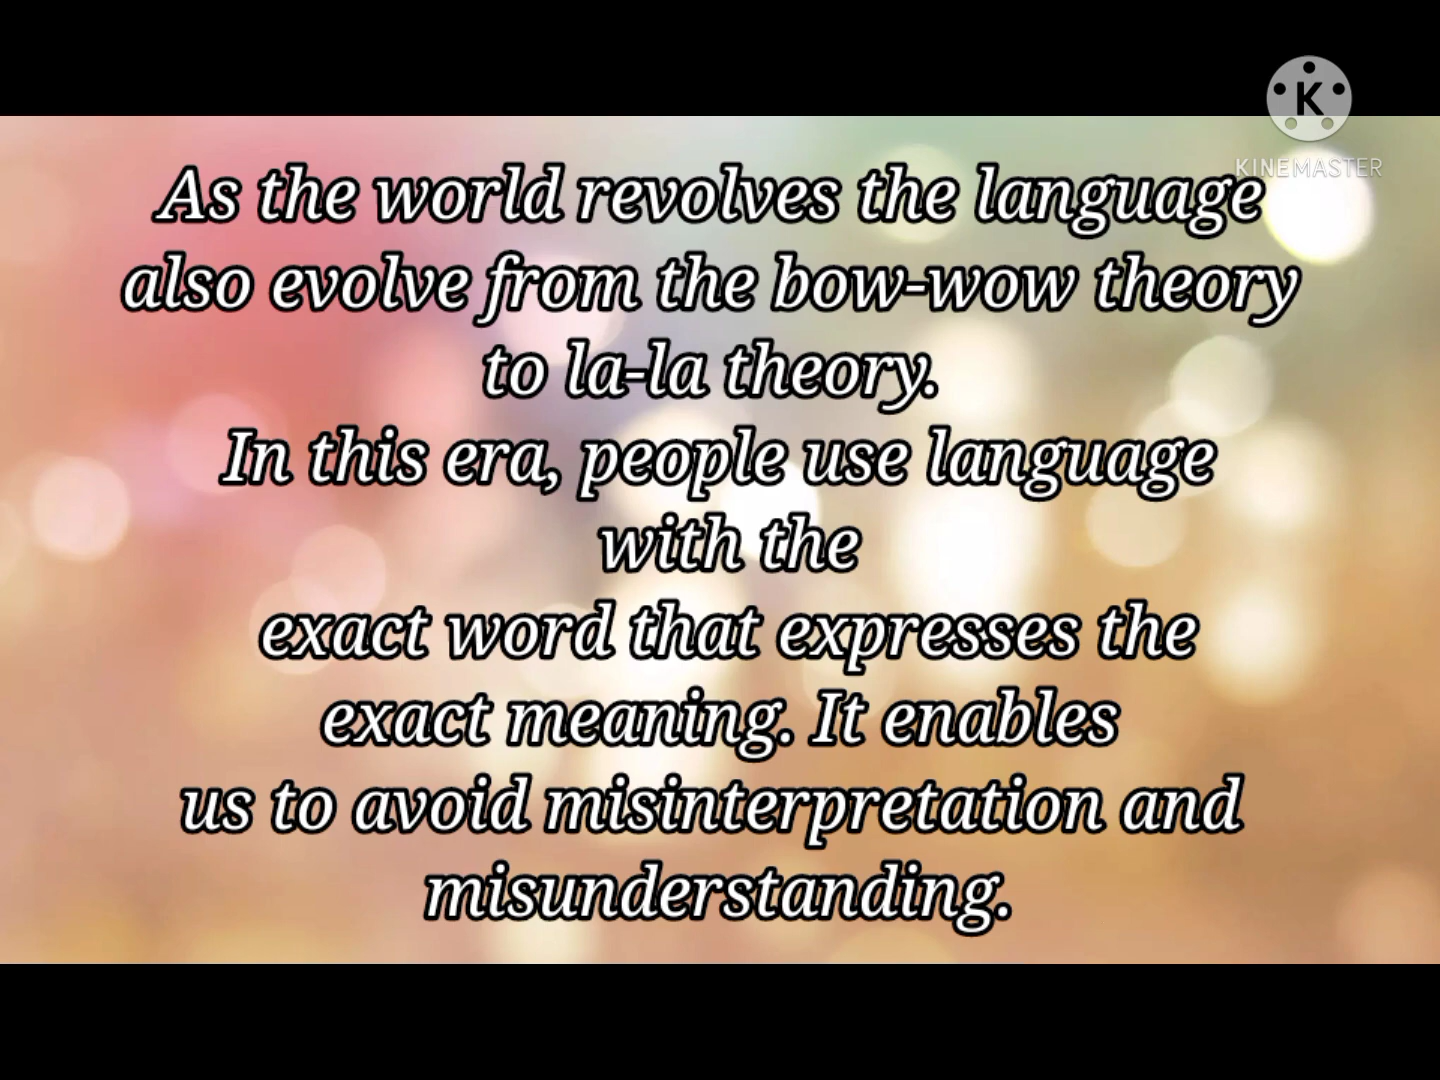 KINEMASTER
As the world revolves the language
also evolve from the bow-wow theory
to la-la theory.
In this era, people use language
with the
exact word that expresses the
exact meaning. It enables
us to avoid misinterpretation and
misunderstanding.